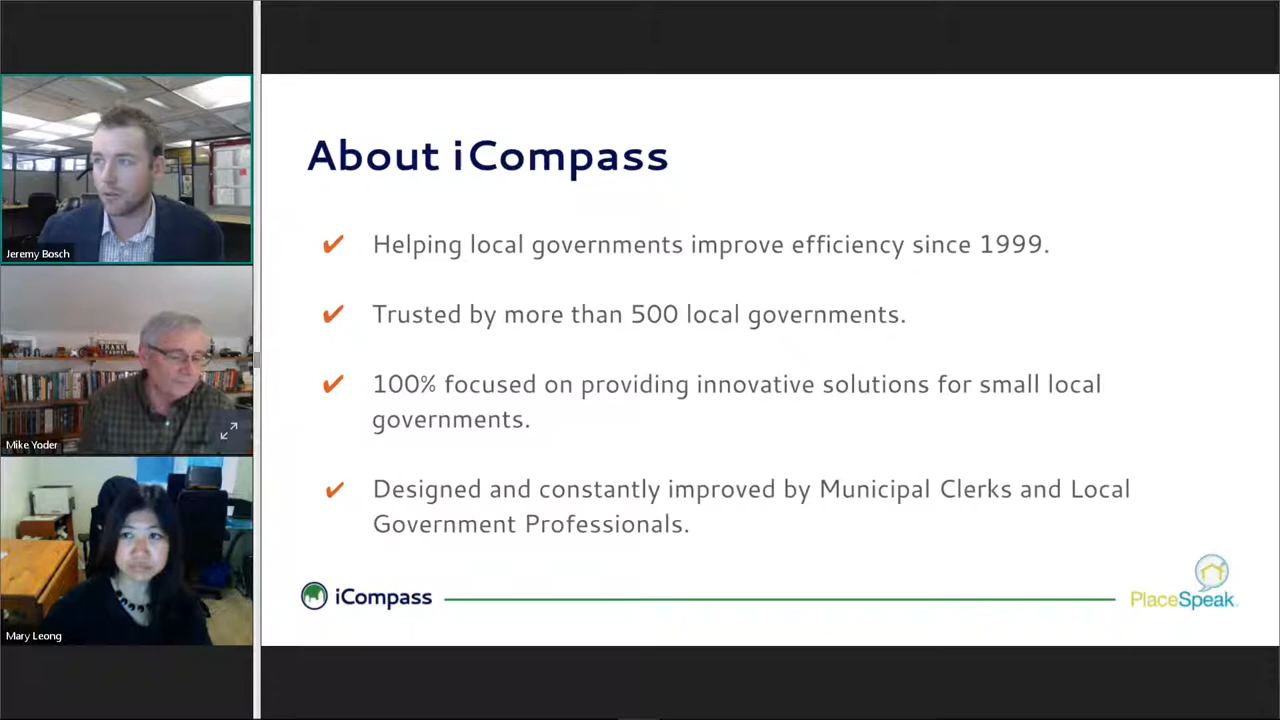 Jeremy Bosch
Mike Yoder
Mary Leong
About iCompass
✔ Helping local governments improve efficiency since 1999.
✔ Trusted by more than 500 local governments.
✔ 100% focused on providing innovative solutions for small local
governments.
✔ Designed and constantly improved by Municipal Clerks and Local
Government Professionals.
iCompass
PlaceSpeak